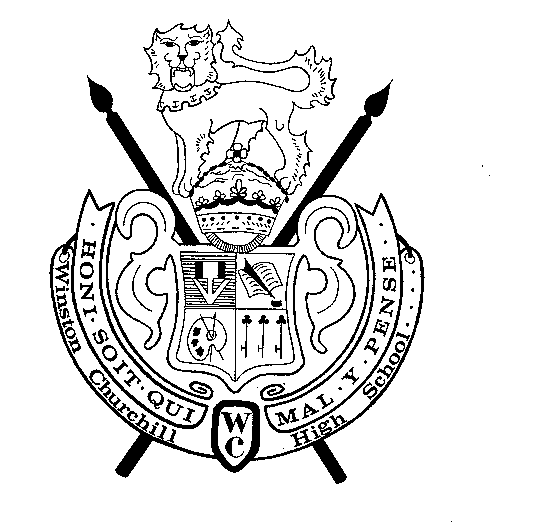 · HONI · SOIT · QUI
MAL · Y · PENSE ·
Winston Churchill
High School....
WC